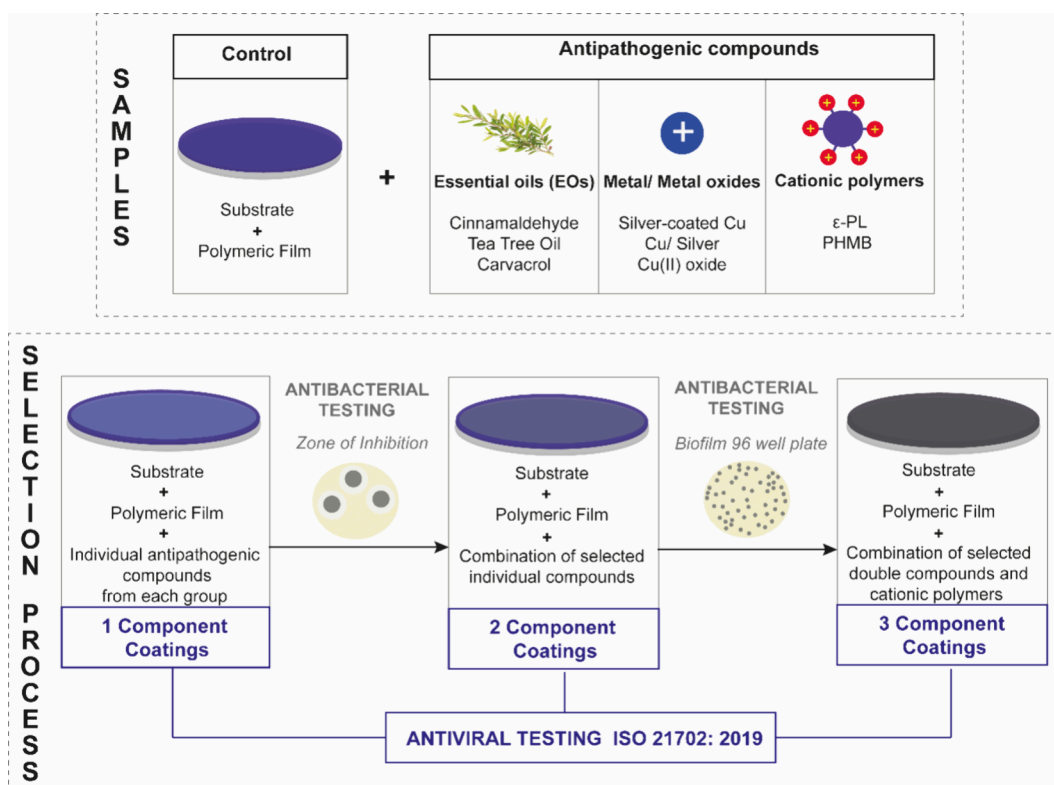 SAMPLES
Control
Substrate
+
Polymeric Film
+
Antipathogenic compounds
+
Essential oils (EOs)
Cinnamaldehyde
Tea Tree Oil
Carvacrol
Metal/ Metal oxides
Silver-coated Cu
Cu/ Silver
Cu(II) oxide
+
+
+
+
+
+
Cationic polymers
ε-PL
PHMB
SELECTION PROCESS
Substrate
+
Polymeric Film
+
Individual antipathogenic
compounds
from each group
1 Component
Coatings
ANTIBACTERIAL
TESTING
Zone of Inhibition
Substrate
+
Polymeric Film
+
Combination of selected
individual compounds
2 Component
Coatings
ANTIBACTERIAL
TESTING
Biofilm 96 well plate
Substrate
+
Polymeric Film
+
Combination of selected
double compounds and
cationic polymers
3 Component
Coatings
ANTIVIRAL TESTING ISO 21702: 2019